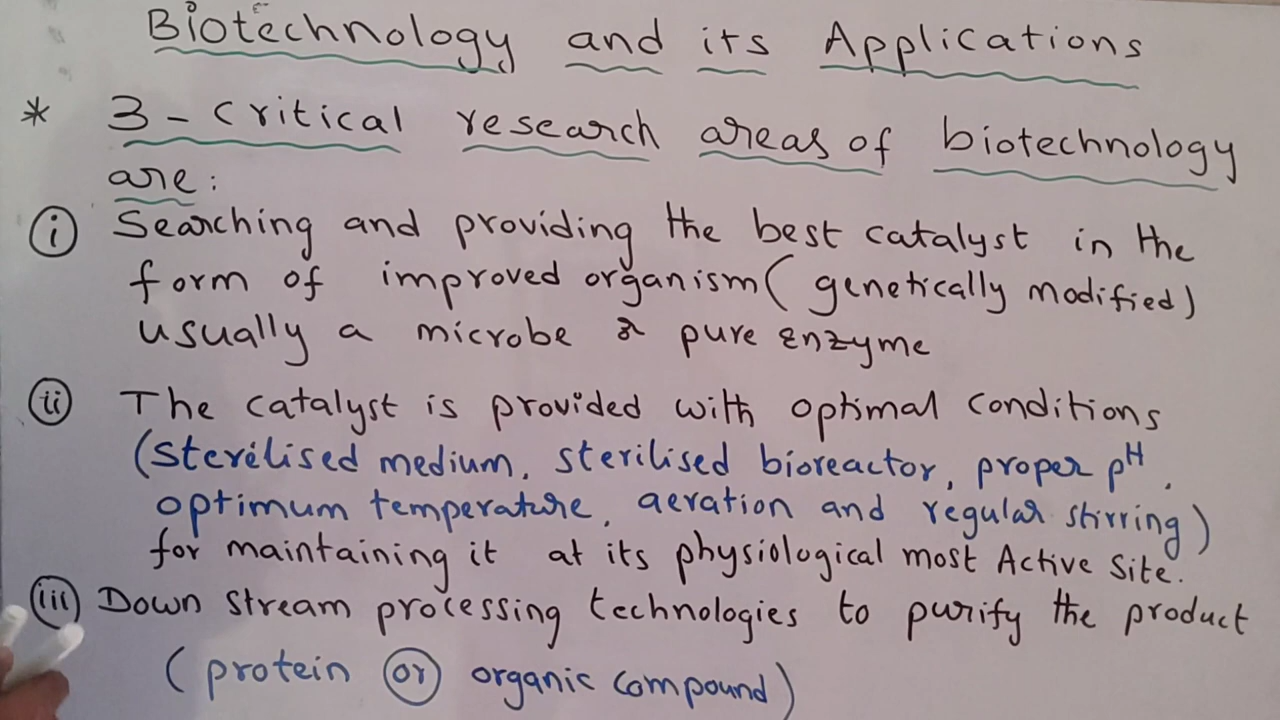 Biotechnology and its Applications
* 3 - critical research areas of biotechnology
are:
(i) Searching and providing the best catalyst in the
form of improved organism (genetically modified)
usually a microbe or pure Enzyme
(ii) The catalyst is provided with optimal conditions
(sterilised medium, sterilised bioreactor, proper pH,
optimum temperature, aeration and regular stirring)
for maintaining it at its physiological most Active Site.
(iii) Down stream processing technologies to purify the product
(protein or organic compound)